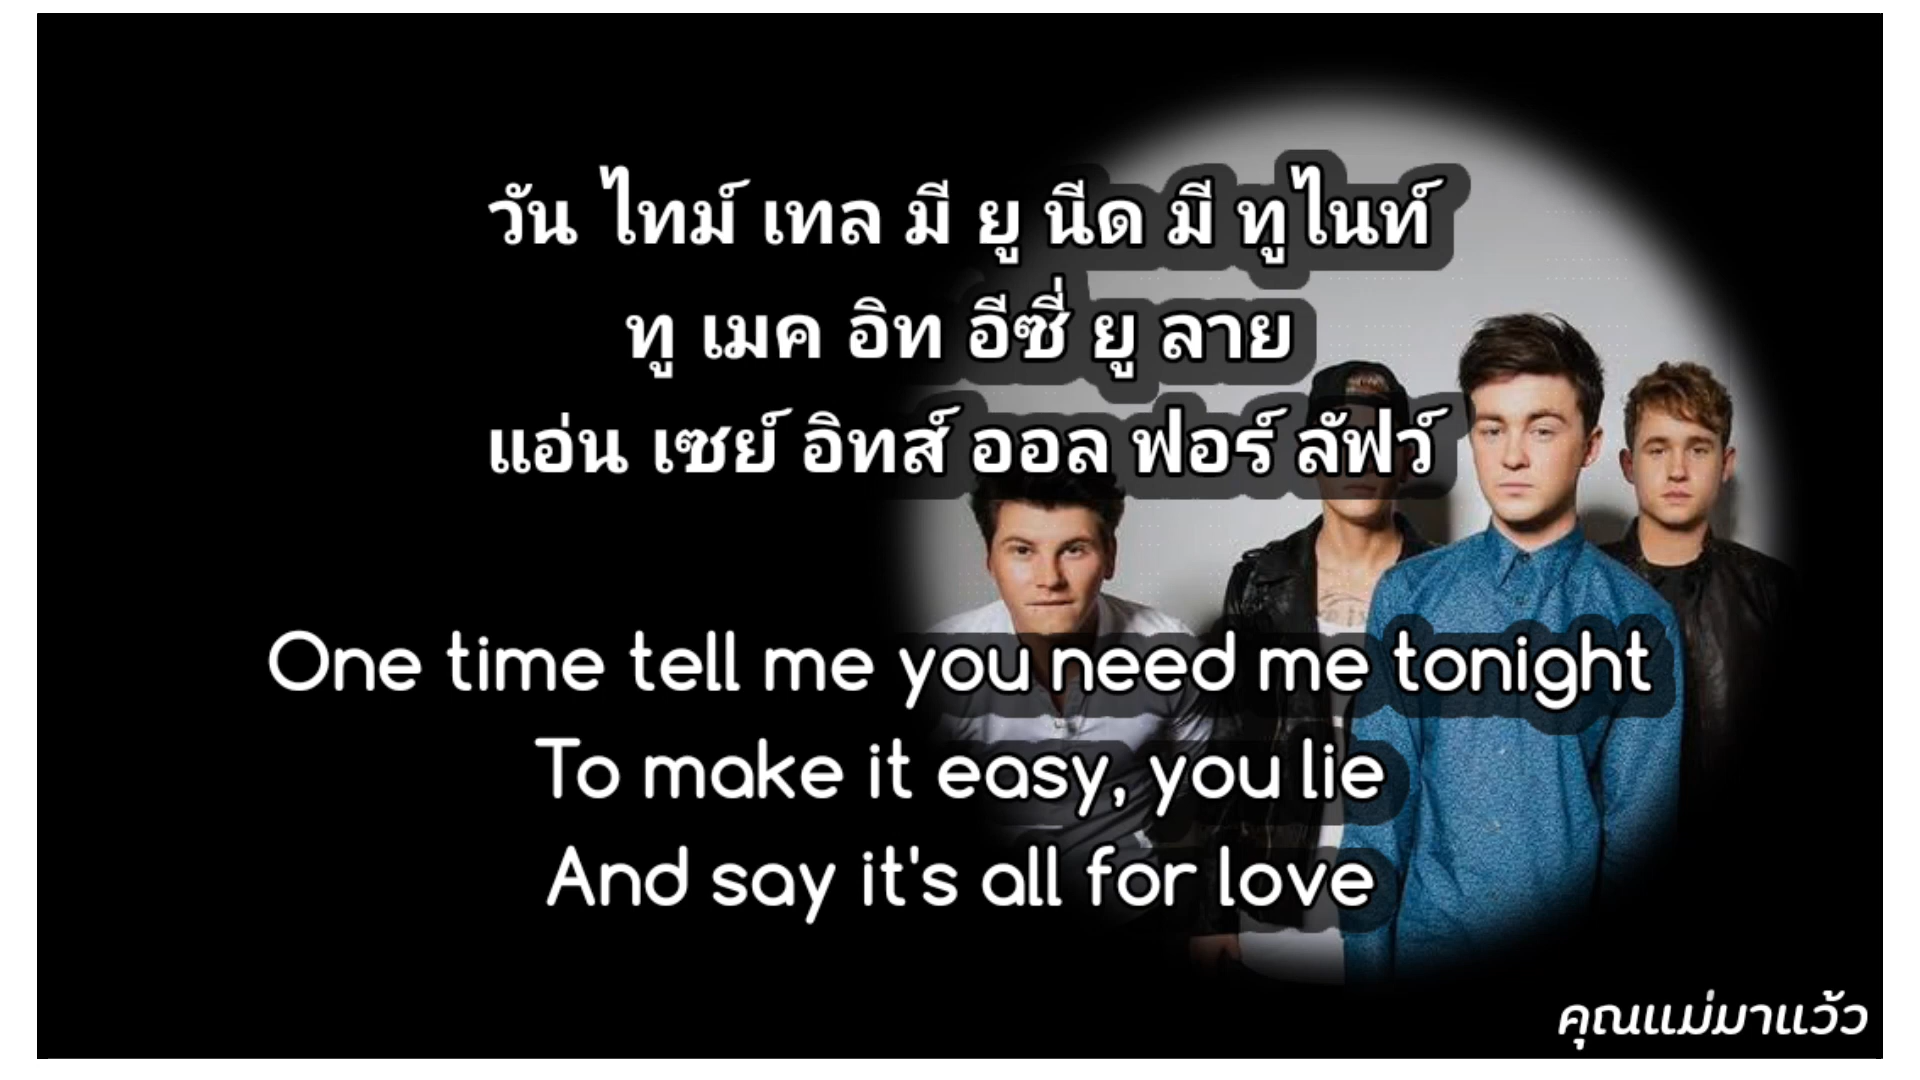 วัน ไทม์ เทล มี ยู นีด มี ทูไนท์
ทู เมค อิท อีซี่ ยู ลาย
แอ่น เซย์ อิทส์ ออล ฟอร์ ลัฟว์
One time tell me you need me tonight
To make it easy, you lie
And say it's all for love
คุณแม่มาแว้ว